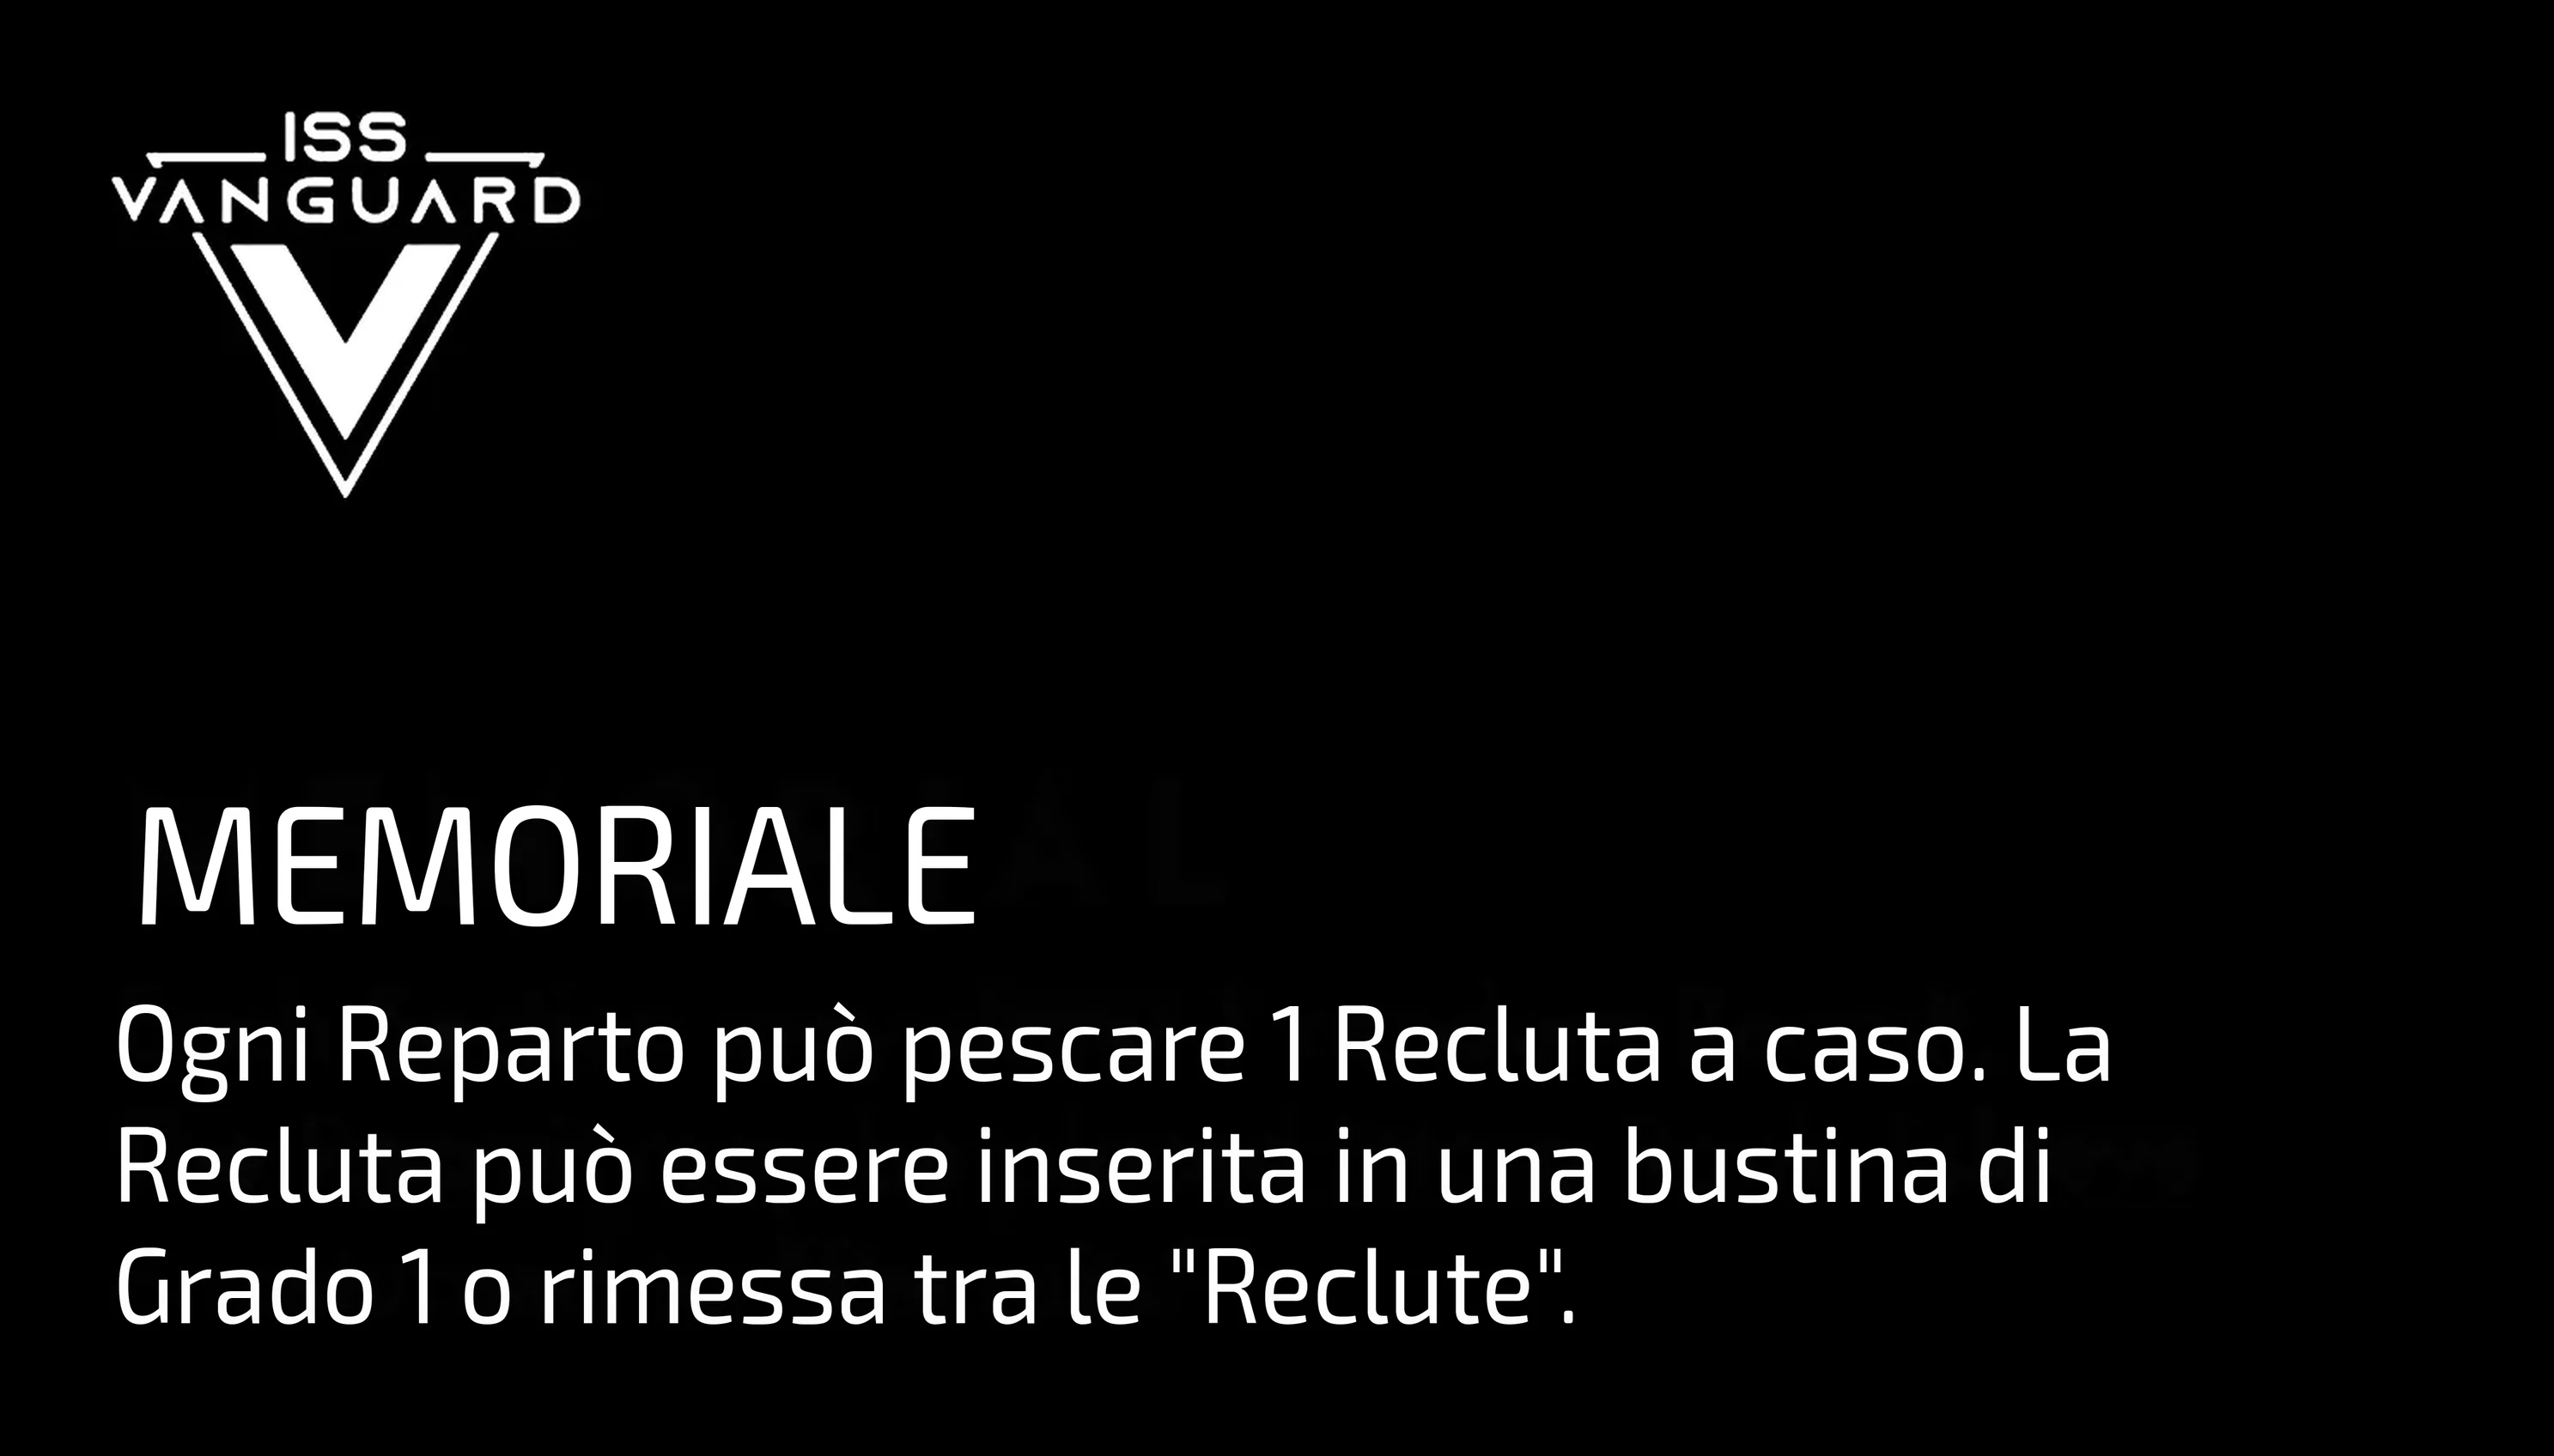 ISS
VANGUARD
MEMORIALE
Ogni Reparto può pescare 1 Recluta a caso. La
Recluta può essere inserita in una bustina di
Grado 1 o rimessa tra le "Reclute".